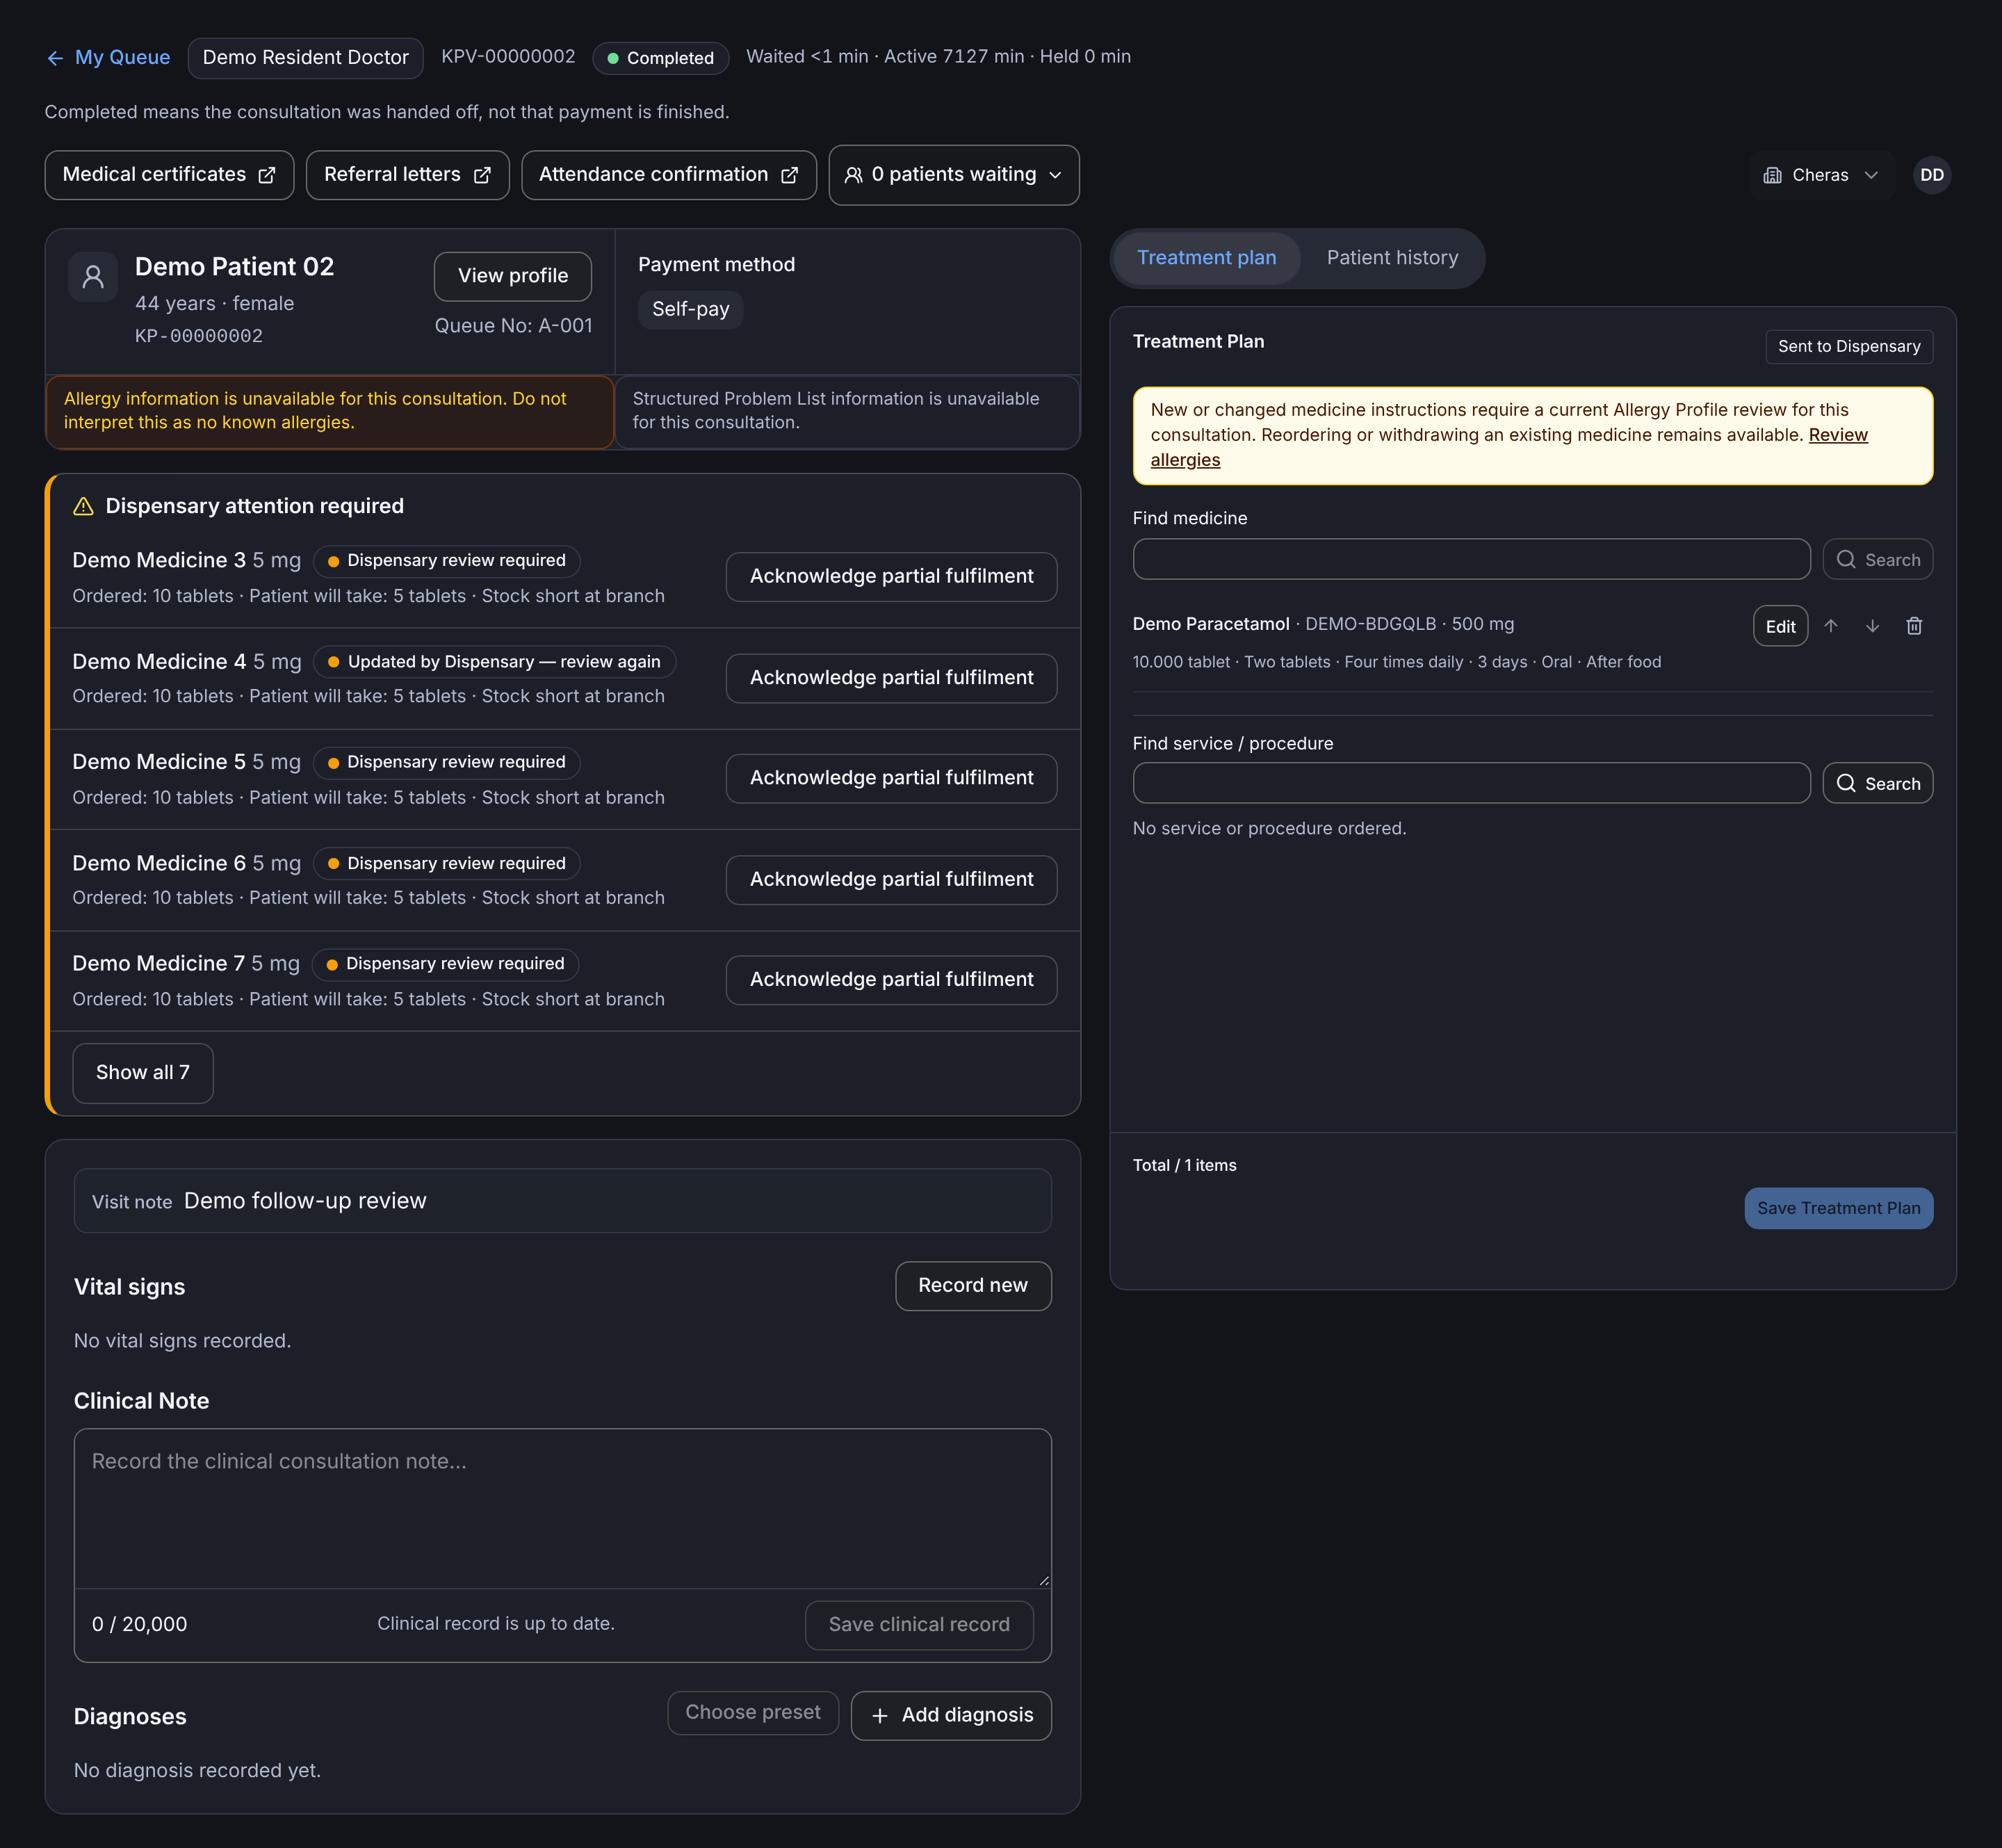 My Queue
Demo Resident Doctor
KPV-00000002
Completed
Waited <1 min · Active 7127 min · Held 0 min
Completed means the consultation was handed off, not that payment is finished.
Medical certificates
Referral letters
Attendance confirmation
0 patients waiting
Cheras
DD
Demo Patient 02
44 years · female
KP-00000002
View profile
Queue No: A-001
Payment method
Self-pay
Allergy information is unavailable for this consultation. Do not
interpret this as no known allergies.
Structured Problem List information is unavailable
for this consultation.
Dispensary attention required
Demo Medicine 3 5 mg
Dispensary review required
Ordered: 10 tablets · Patient will take: 5 tablets · Stock short at branch
Acknowledge partial fulfilment
Demo Medicine 4 5 mg
Updated by Dispensary — review again
Ordered: 10 tablets · Patient will take: 5 tablets · Stock short at branch
Acknowledge partial fulfilment
Demo Medicine 5 5 mg
Dispensary review required
Ordered: 10 tablets · Patient will take: 5 tablets · Stock short at branch
Acknowledge partial fulfilment
Demo Medicine 6 5 mg
Dispensary review required
Ordered: 10 tablets · Patient will take: 5 tablets · Stock short at branch
Acknowledge partial fulfilment
Demo Medicine 7 5 mg
Dispensary review required
Ordered: 10 tablets · Patient will take: 5 tablets · Stock short at branch
Acknowledge partial fulfilment
Show all 7
Visit note Demo follow-up review
Vital signs
Record new
No vital signs recorded.
Clinical Note
Record the clinical consultation note...
0 / 20,000
Clinical record is up to date.
Save clinical record
Diagnoses
Choose preset
Add diagnosis
No diagnosis recorded yet.
Treatment plan
Patient history
Treatment Plan
Sent to Dispensary
New or changed medicine instructions require a current Allergy Profile review for this
consultation. Reordering or withdrawing an existing medicine remains available. Review
allergies
Find medicine
Search
Demo Paracetamol · DEMO-BDGQLB · 500 mg
Edit
10.000 tablet · Two tablets · Four times daily · 3 days · Oral · After food
Find service / procedure
Search
No service or procedure ordered.
Total / 1 items
Save Treatment Plan